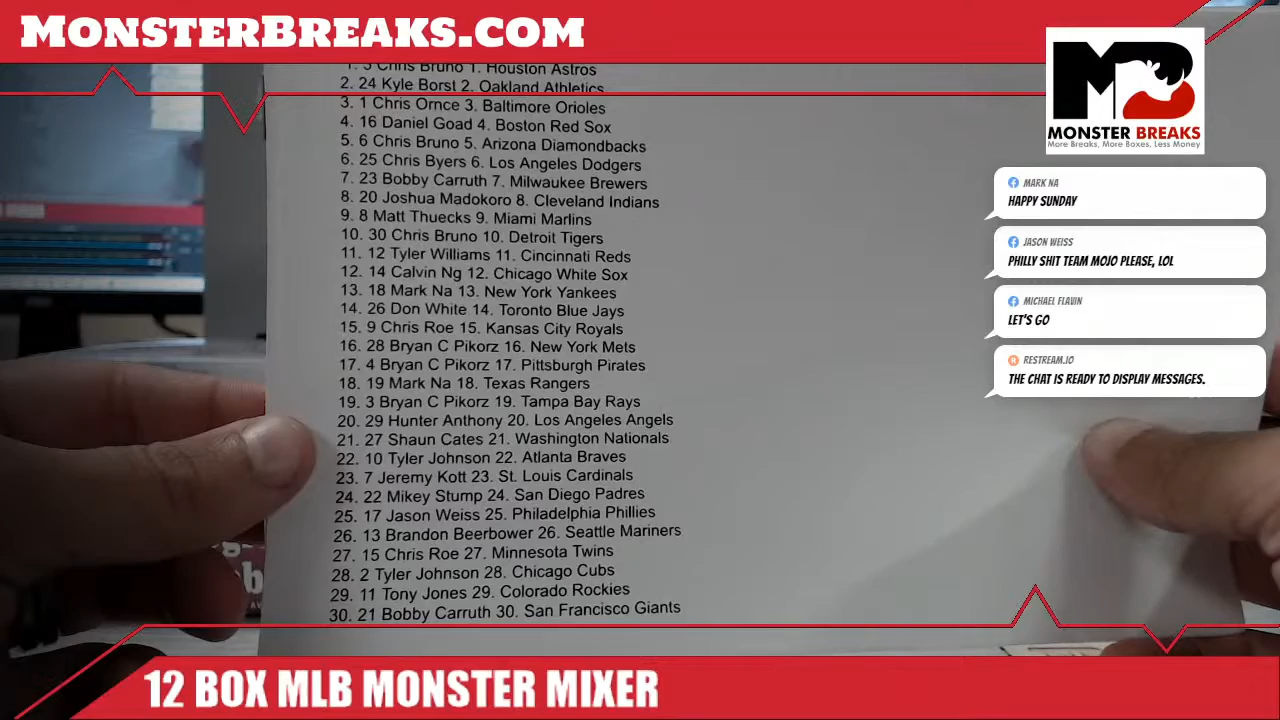 MONSTERBREAKS.COM
1. 5 Chris Bruno 1. Houston Astros
2. 24 Kyle Borst 2. Oakland Athletics
3. 1 Chris Ornce 3. Baltimore Orioles
4. 16 Daniel Goad 4. Boston Red Sox
5. 6 Chris Bruno 5. Arizona Diamondbacks
6. 25 Chris Byers 6. Los Angeles Dodgers
7. 23 Bobby Carruth 7. Milwaukee Brewers
8. 20 Joshua Madokoro 8. Cleveland Indians
9. 8 Matt Thuecks 9. Miami Marlins
10. 30 Chris Bruno 10. Detroit Tigers
11. 12 Tyler Williams 11. Cincinnati Reds
12. 14 Calvin Ng 12. Chicago White Sox
13. 18 Mark Na 13. New York Yankees
14. 26 Don White 14. Toronto Blue Jays
15. 9 Chris Roe 15. Kansas City Royals
16. 28 Bryan C Pikorz 16. New York Mets
17. 4 Bryan C Pikorz 17. Pittsburgh Pirates
18. 19 Mark Na 18. Texas Rangers
19. 3 Bryan C Pikorz 19. Tampa Bay Rays
20. 29 Hunter Anthony 20. Los Angeles Angels
21. 27 Shaun Cates 21. Washington Nationals
22. 10 Tyler Johnson 22. Atlanta Braves
23. 7 Jeremy Kott 23. St. Louis Cardinals
24. 22 Mikey Stump 24. San Diego Padres
25. 17 Jason Weiss 25. Philadelphia Phillies
26. 13 Brandon Beerbower 26. Seattle Mariners
27. 15 Chris Roe 27. Minnesota Twins
28. 2 Tyler Johnson 28. Chicago Cubs
29. 11 Tony Jones 29. Colorado Rockies
30. 21 Bobby Carruth 30. San Francisco Giants
MB
MONSTER BREAKS
More Breaks, More Boxes, Less Money
MARK NA
HAPPY SUNDAY
JASON WEISS
PHILLY SHIT TEAM MOJO PLEASE, LOL
MICHAEL FLAVIN
LET'S GO
RESTREAM.IO
THE CHAT IS READY TO DISPLAY MESSAGES.
12 BOX MLB MONSTER MIXER